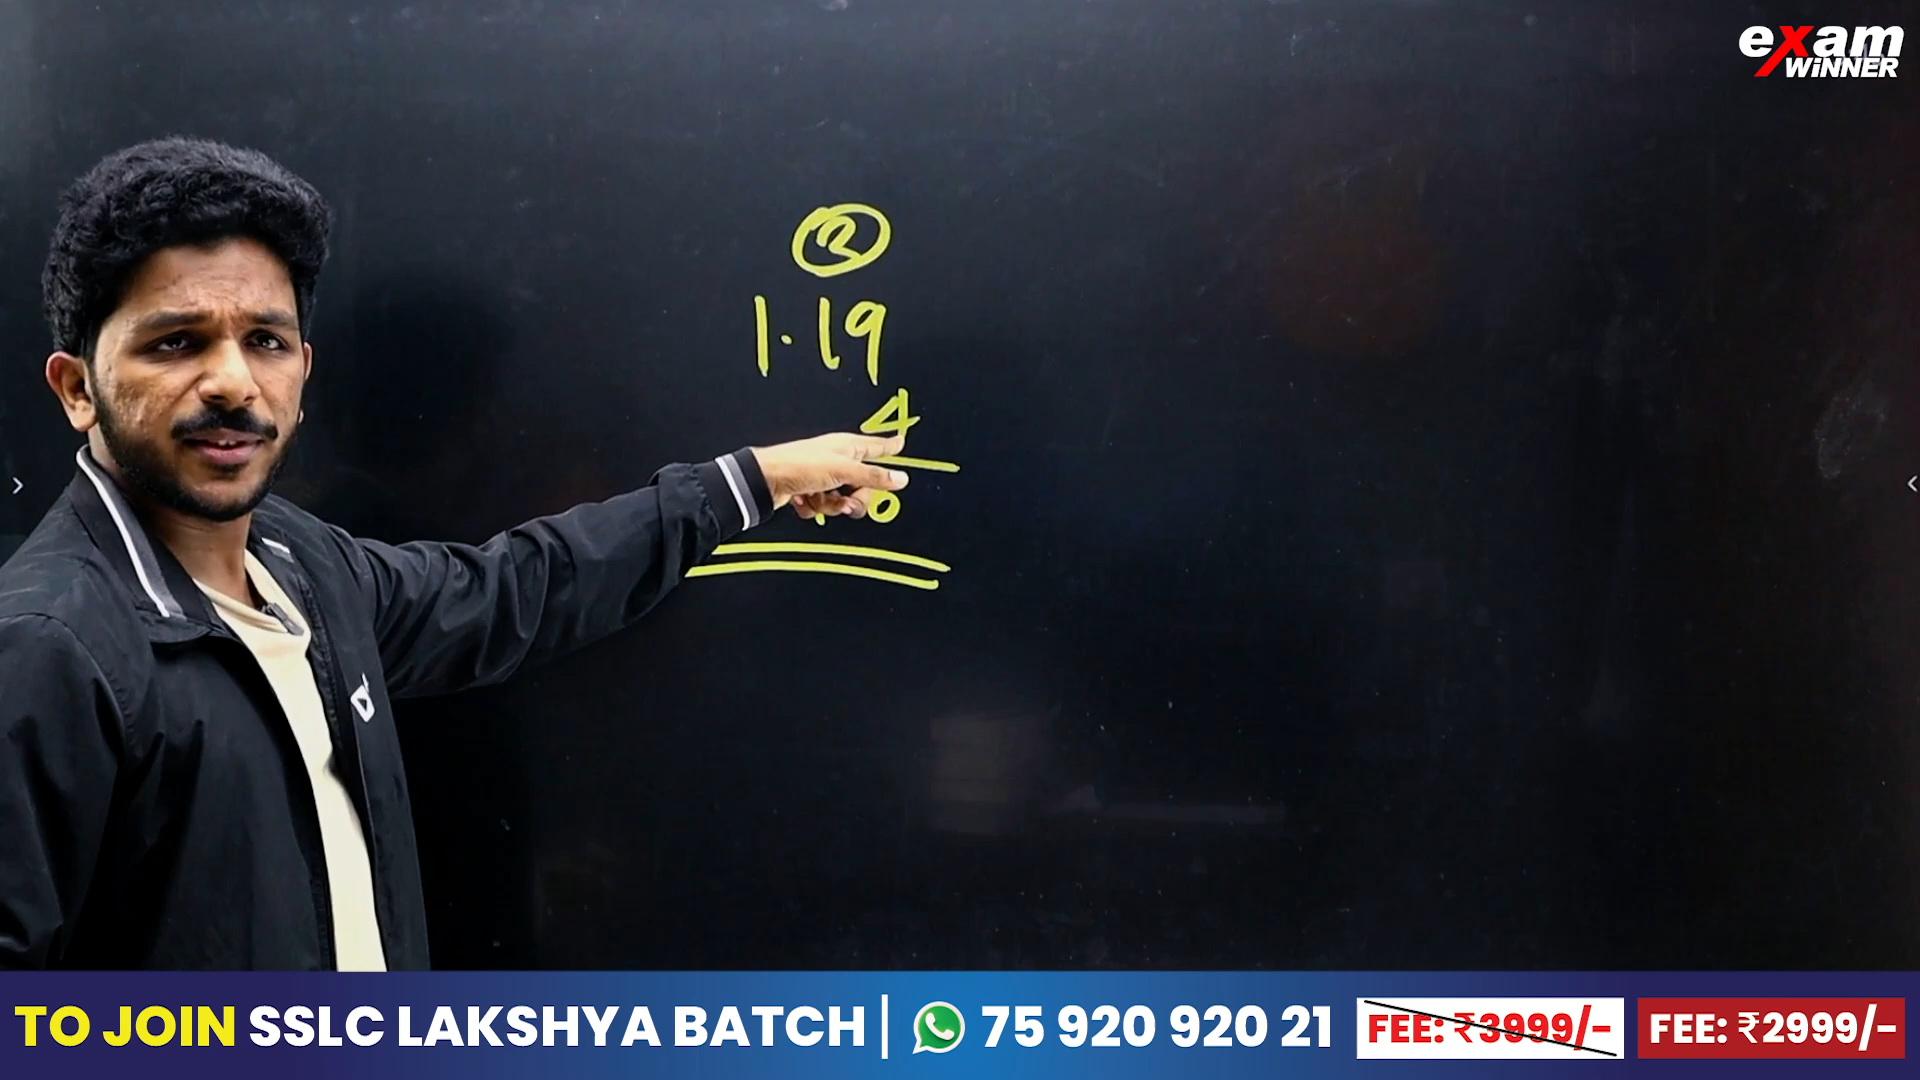 exam
WiNNER
2
1.19
4
0
TO JOIN SSLC LAKSHYA BATCH | 75 920 920 21 FEE: ₹3999/- FEE: ₹2999/-